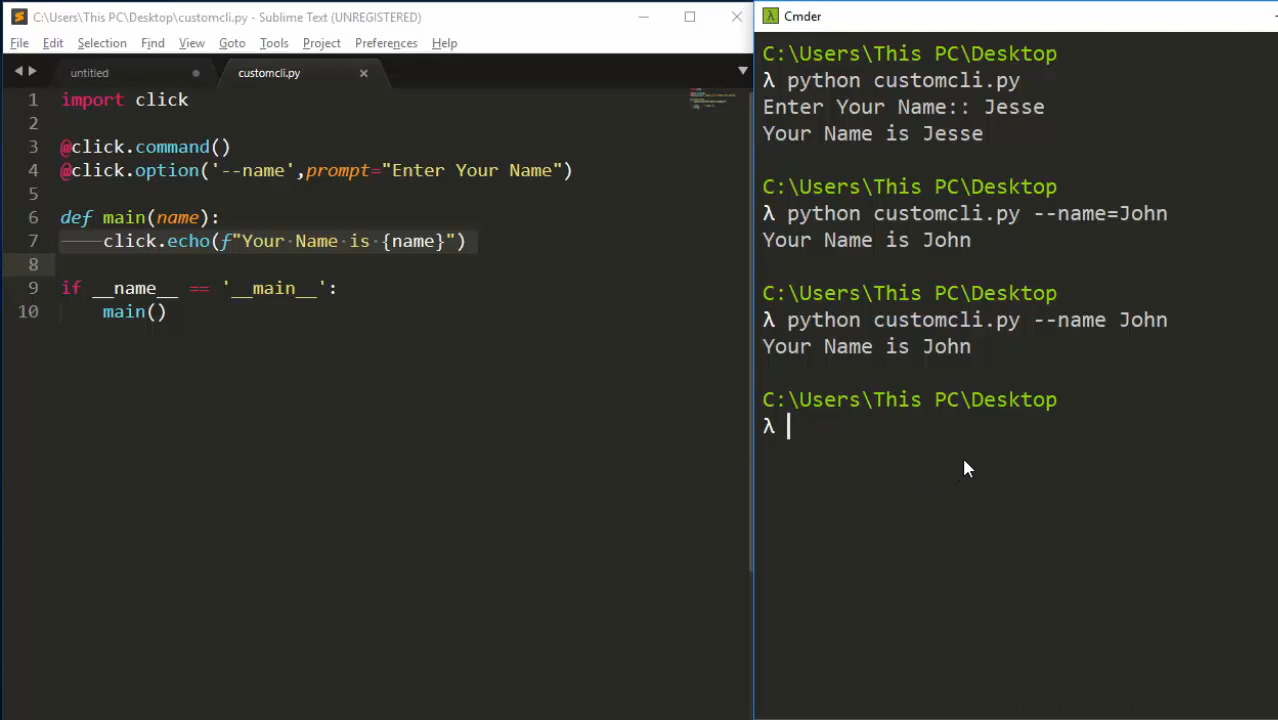 C:\Users\This PC\Desktop\customcli.py - Sublime Text (UNREGISTERED)
File Edit Selection Find View Goto Tools Project Preferences Help
untitled customcli.py
1 import click
2
3 @click.command()
4 @click.option('--name',prompt="Enter Your Name")
5
6 def main(name):
7 click.echo(f"Your Name is {name}")
8
9 if __name__ == '__main__':
10 main()
Cmder
C:\Users\This PC\Desktop
λ python customcli.py
Enter Your Name:: Jesse
Your Name is Jesse
C:\Users\This PC\Desktop
λ python customcli.py --name=John
Your Name is John
C:\Users\This PC\Desktop
λ python customcli.py --name John
Your Name is John
C:\Users\This PC\Desktop
λ